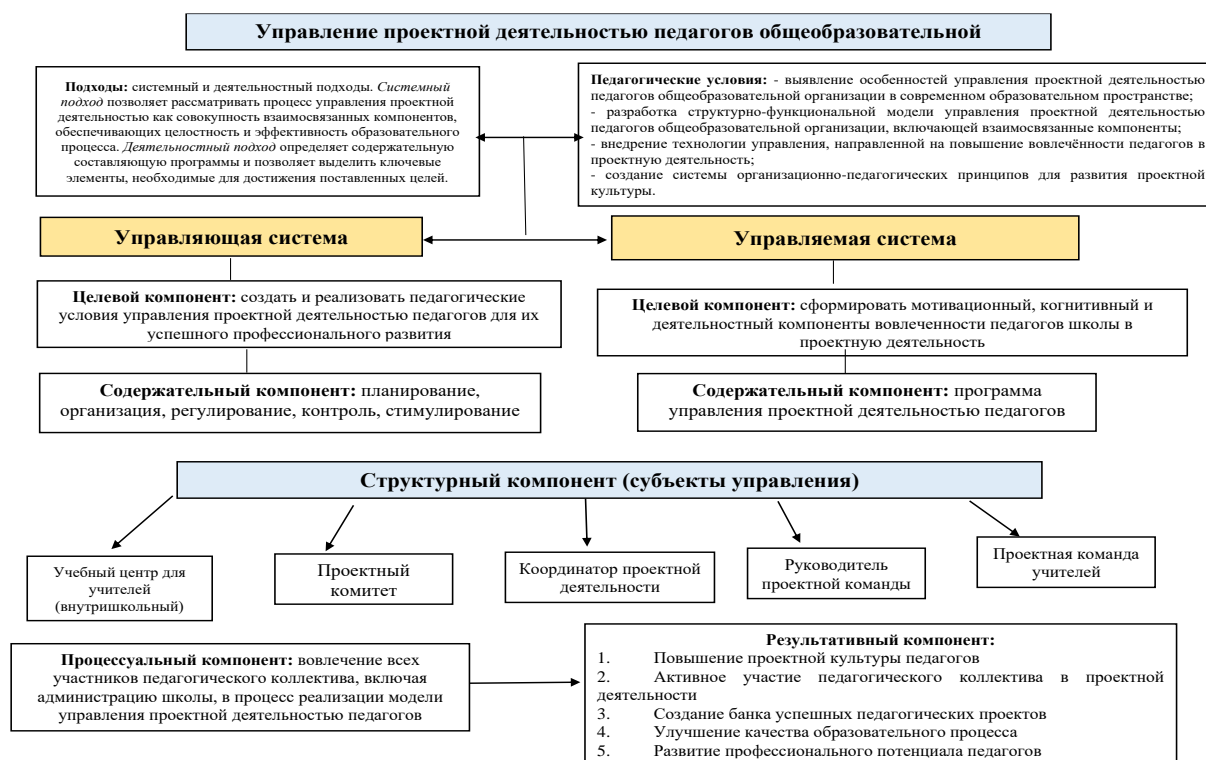 Управление проектной деятельностью педагогов общеобразовательной
Подходы: системный и деятельностный подходы. Системный
подход позволяет рассматривать процесс управления проектной
деятельностью как совокупность взаимосвязанных компонентов,
обеспечивающих целостность и эффективность образовательного
процесса. Деятельностный подход определяет содержательную
составляющую программы и позволяет выделить ключевые
элементы, необходимые для достижения поставленных целей.
Педагогические условия: - выявление особенностей управления проектной деятельностью
педагогов общеобразовательной организации в современном образовательном пространстве;
- разработка структурно-функциональной модели управления проектной деятельностью
педагогов общеобразовательной организации, включающей взаимосвязанные компоненты;
- внедрение технологии управления, направленной на повышение вовлечённости педагогов в
проектную деятельность;
- создание системы организационно-педагогических принципов для развития проектной
культуры.
Управляющая система
Управляемая система
Целевой компонент: создать и реализовать педагогические
условия управления проектной деятельностью педагогов для их
успешного профессионального развития
Целевой компонент: сформировать мотивационный, когнитивный и
деятельностный компоненты вовлеченности педагогов школы в
проектную деятельность
Содержательный компонент: планирование,
организация, регулирование, контроль, стимулирование
Содержательный компонент: программа
управления проектной деятельностью педагогов
Структурный компонент (субъекты управления)
Учебный центр для
учителей
(внутришкольный)
Проектный
комитет
Координатор проектной
деятельности
Руководитель
проектной команды
Проектная команда
учителей
Процессуальный компонент: вовлечение всех
участников педагогического коллектива, включая
администрацию школы, в процесс реализации модели
управления проектной деятельностью педагогов
Результативный компонент:
1. Повышение проектной культуры педагогов
2. Активное участие педагогического коллектива в проектной
деятельности
3. Создание банка успешных педагогических проектов
4. Улучшение качества образовательного процесса
5. Развитие профессионального потенциала педагогов